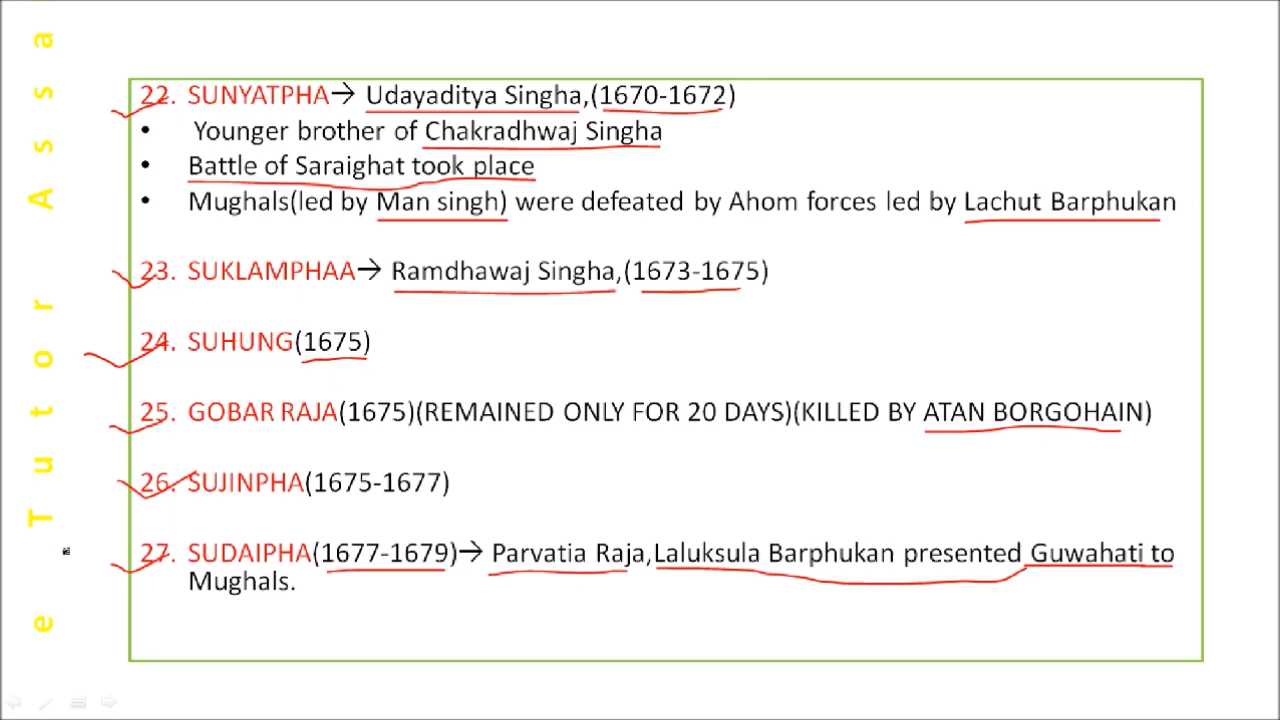 e Tutor Assa
22. SUNYATPHA→ Udayaditya Singha,(1670-1672)
• Younger brother of Chakradhwaj Singha
• Battle of Saraighat took place
• Mughals(led by Man singh) were defeated by Ahom forces led by Lachut Barphukan
23. SUKLAMPHAA→ Ramdhawaj Singha,(1673-1675)
24. SUHUNG(1675)
25. GOBAR RAJA(1675)(REMAINED ONLY FOR 20 DAYS)(KILLED BY ATAN BORGOHAIN)
26. SUJINPHA(1675-1677)
27. SUDAIPHA(1677-1679)→ Parvatia Raja,Laluksula Barphukan presented Guwahati to
Mughals.